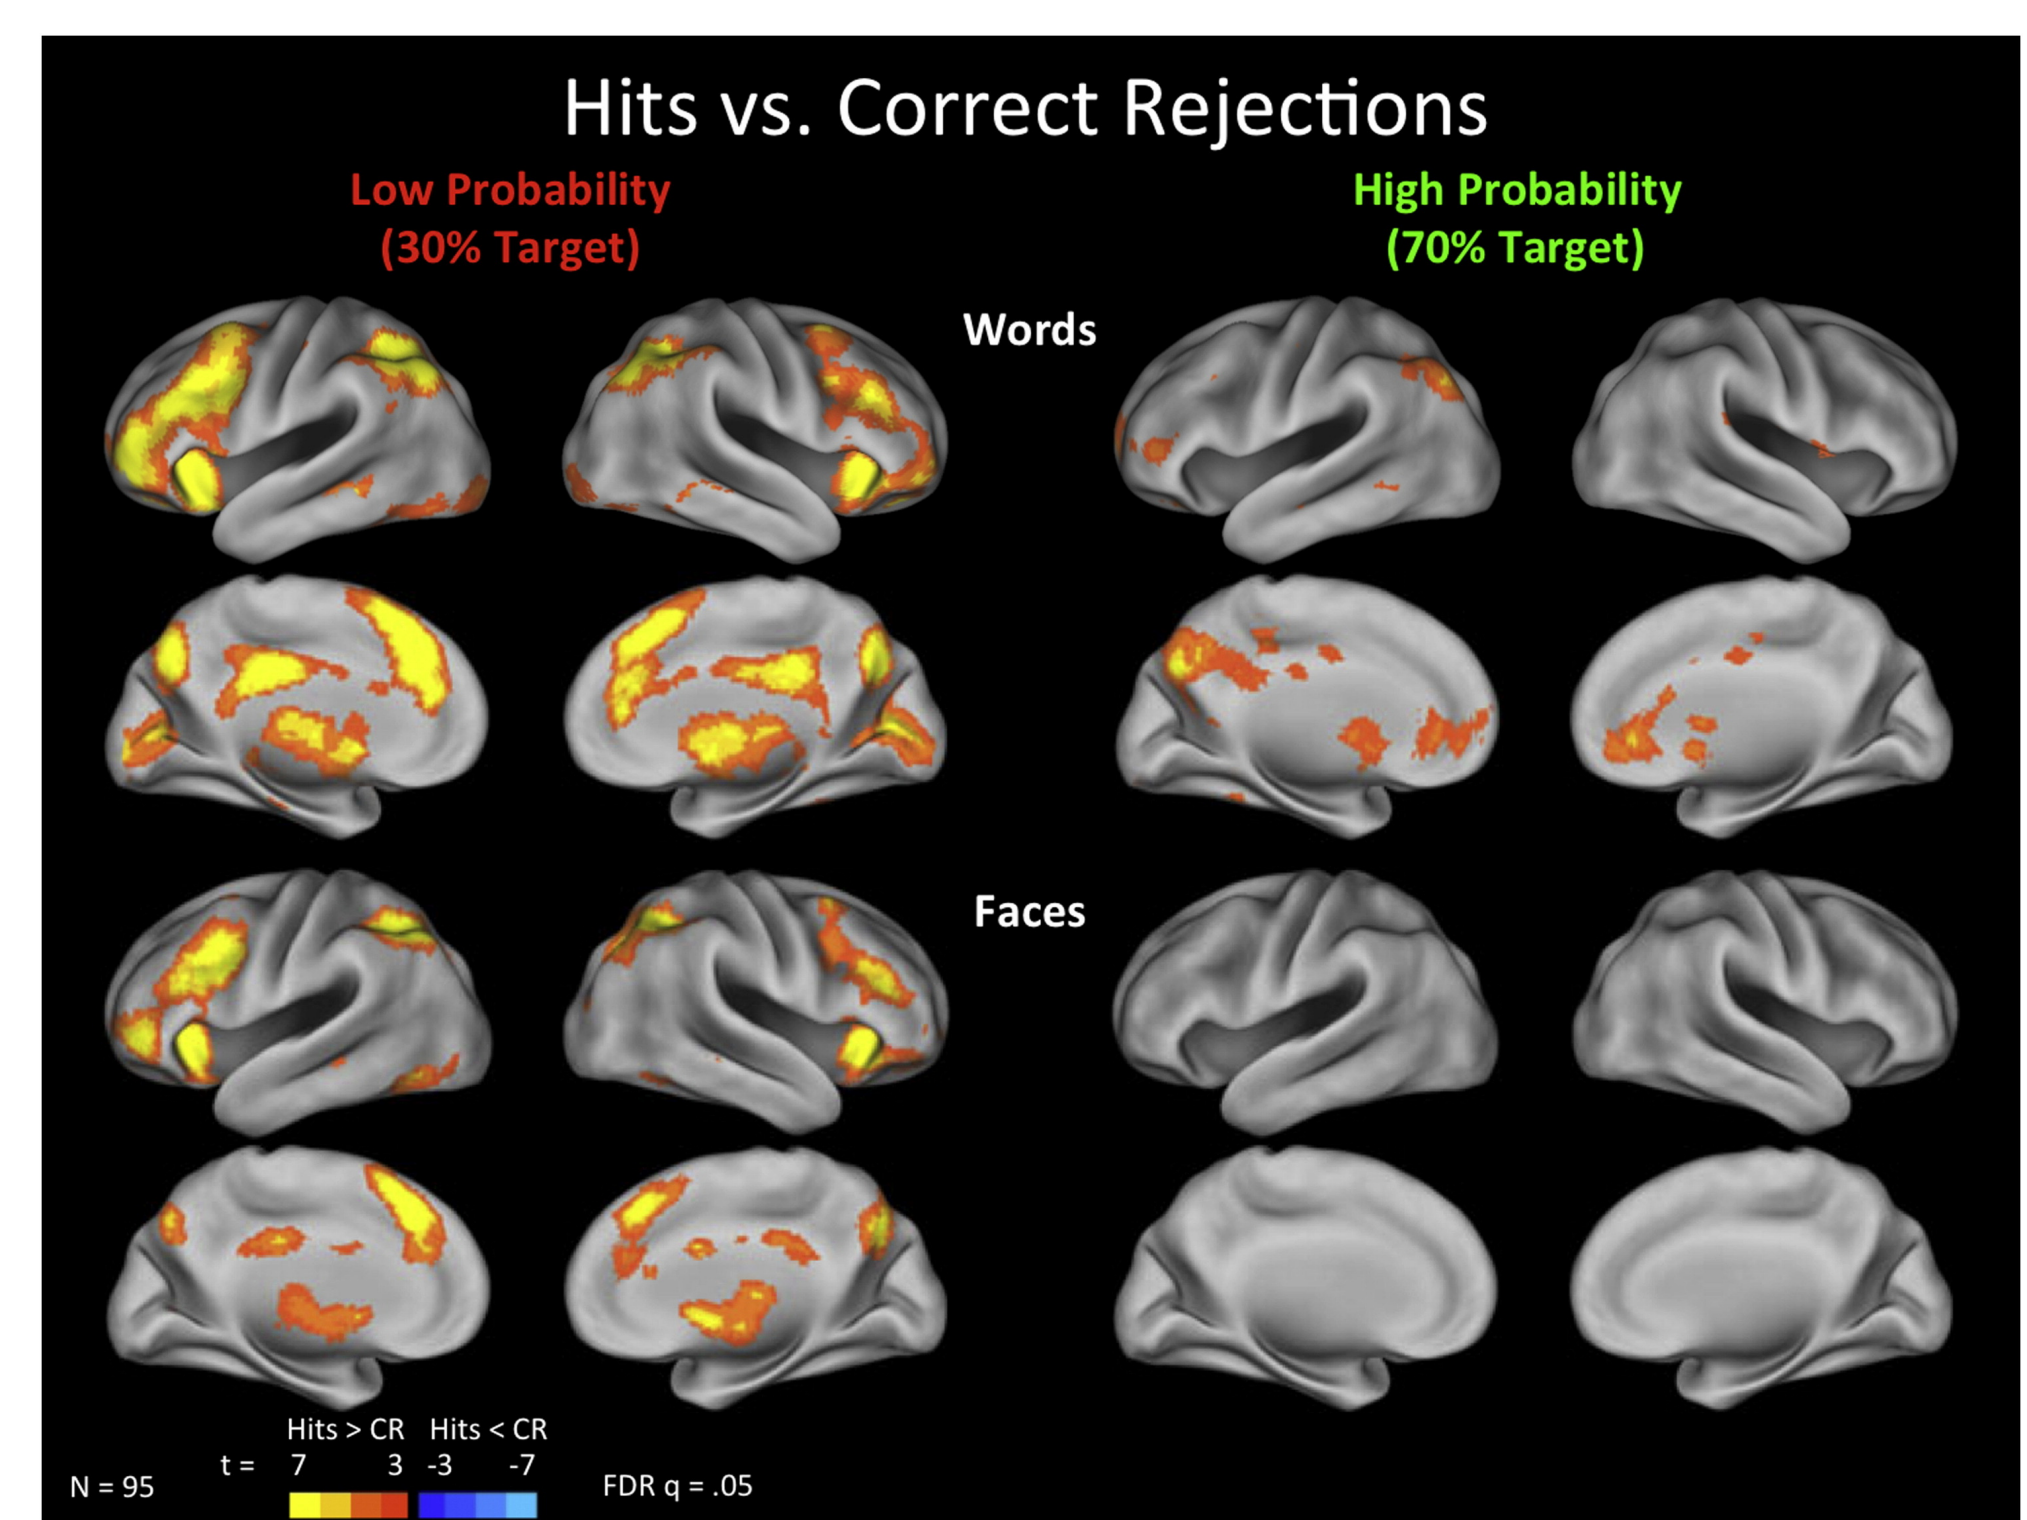 Hits vs. Correct Rejections
Low Probability
(30% Target)
High Probability
(70% Target)
Words
Faces
Hits > CR Hits < CR
t = 7 3 -3 -7
N = 95
FDR q = .05